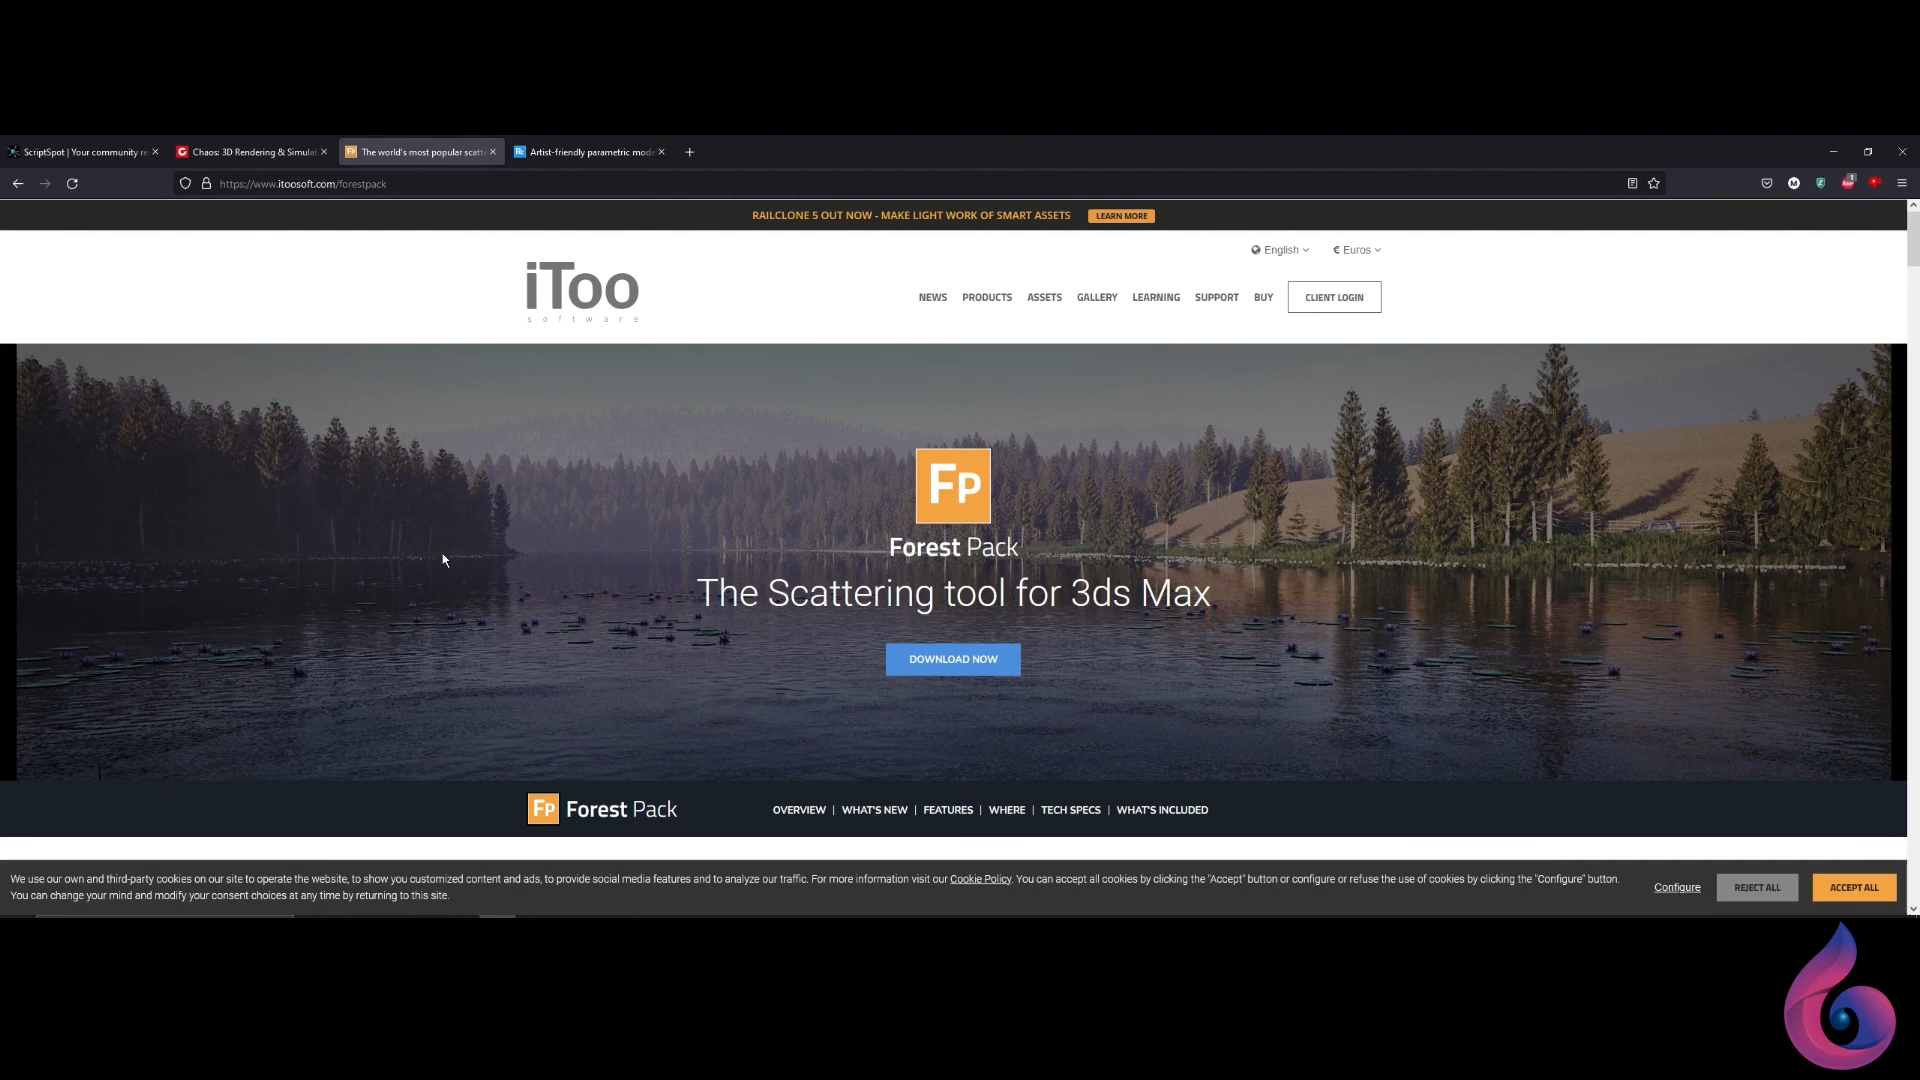 ScriptSpot | Your community re
Chaos: 3D Rendering & Simulat
FP The world's most popular scatte
Rc Artist-friendly parametric mode
https://www.itoosoft.com/forestpack
RAILCLONE 5 OUT NOW - MAKE LIGHT WORK OF SMART ASSETS LEARN MORE
English € Euros
iToo
software
NEWS PRODUCTS ASSETS GALLERY LEARNING SUPPORT BUY CLIENT LOGIN
FP
Forest Pack
The Scattering tool for 3ds Max
DOWNLOAD NOW
FP Forest Pack
OVERVIEW | WHAT'S NEW | FEATURES | WHERE | TECH SPECS | WHAT'S INCLUDED
We use our own and third-party cookies on our site to operate the website, to show you customized content and ads, to provide social media features and to analyze our traffic. For more information visit our Cookie Policy. You can accept all cookies by clicking the "Accept" button or configure or refuse the use of cookies by clicking the "Configure" button.
You can change your mind and modify your consent choices at any time by returning to this site.
Configure REJECT ALL ACCEPT ALL